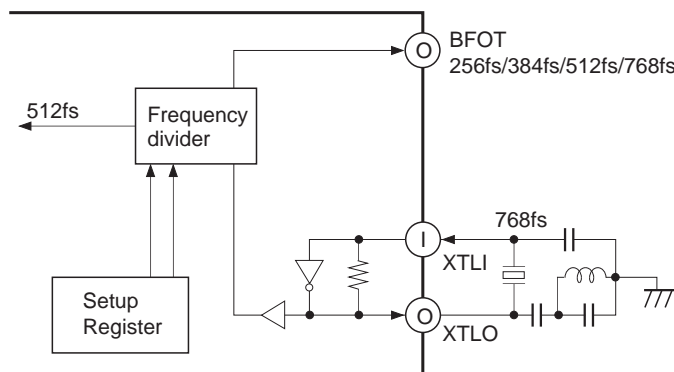 O
BFOT
256fs/384fs/512fs/768fs
512fs
Frequency
divider
768fs
I
XTLI
Setup
Register
O
XTLO